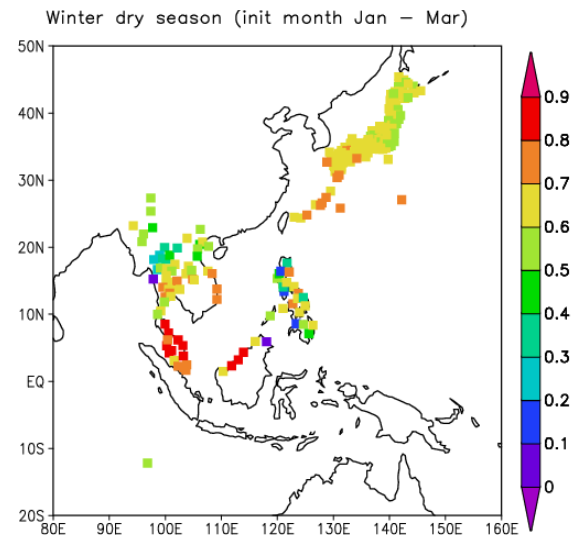 Winter dry season (init month Jan – Mar)
50N
40N
30N
20N
10N
EQ
10S
20S
80E 90E 100E 110E 120E 130E 140E 150E 160E
0.9
0.8
0.7
0.6
0.5
0.4
0.3
0.2
0.1
0